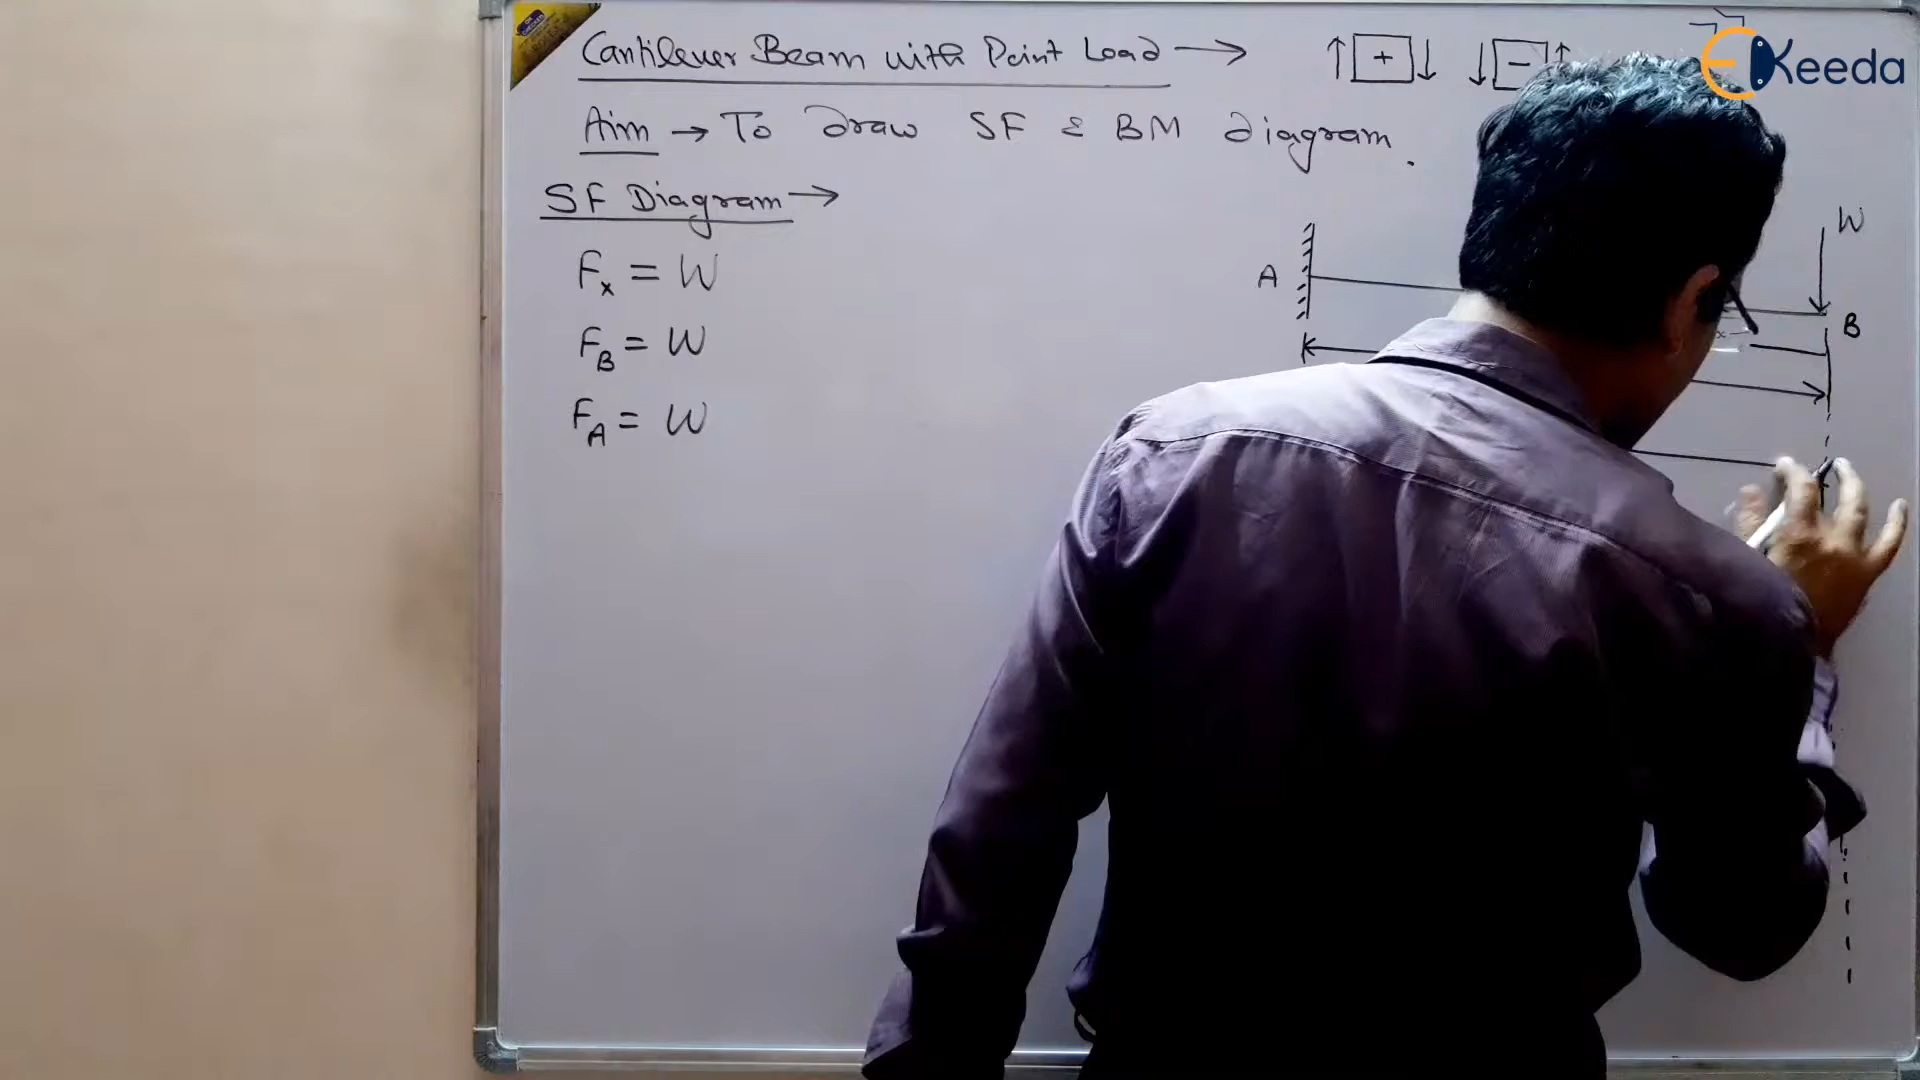 Cantilever Beam with Point Load →
↑ + ↓ ↓ − ↑
Keeda
Aim → To draw SF & BM diagram.
SF Diagram →
Fx = W
FB = W
FA = W
W
A
B